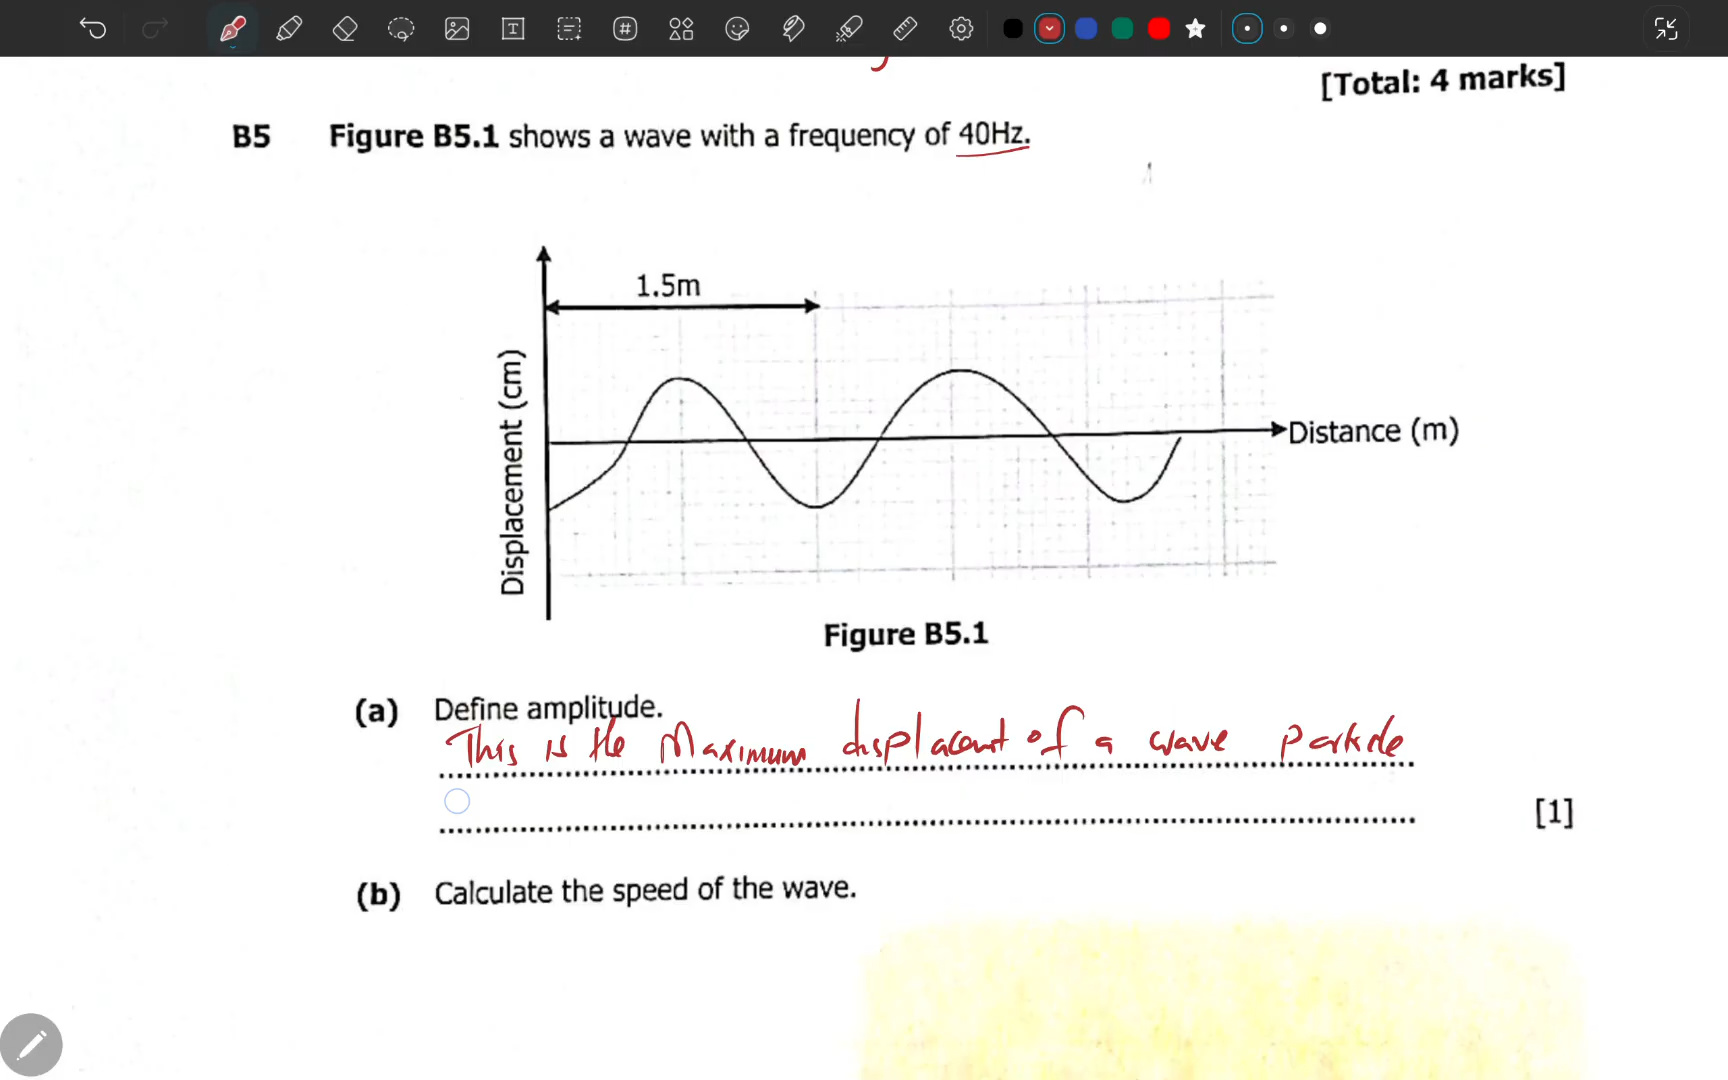 [Total: 4 marks]
B5 Figure B5.1 shows a wave with a frequency of 40Hz.
1.5m
Displacement (cm)
Distance (m)
Figure B5.1
(a) Define amplitude.
This is the Maximum displacement of a wave particle
[1]
(b) Calculate the speed of the wave.